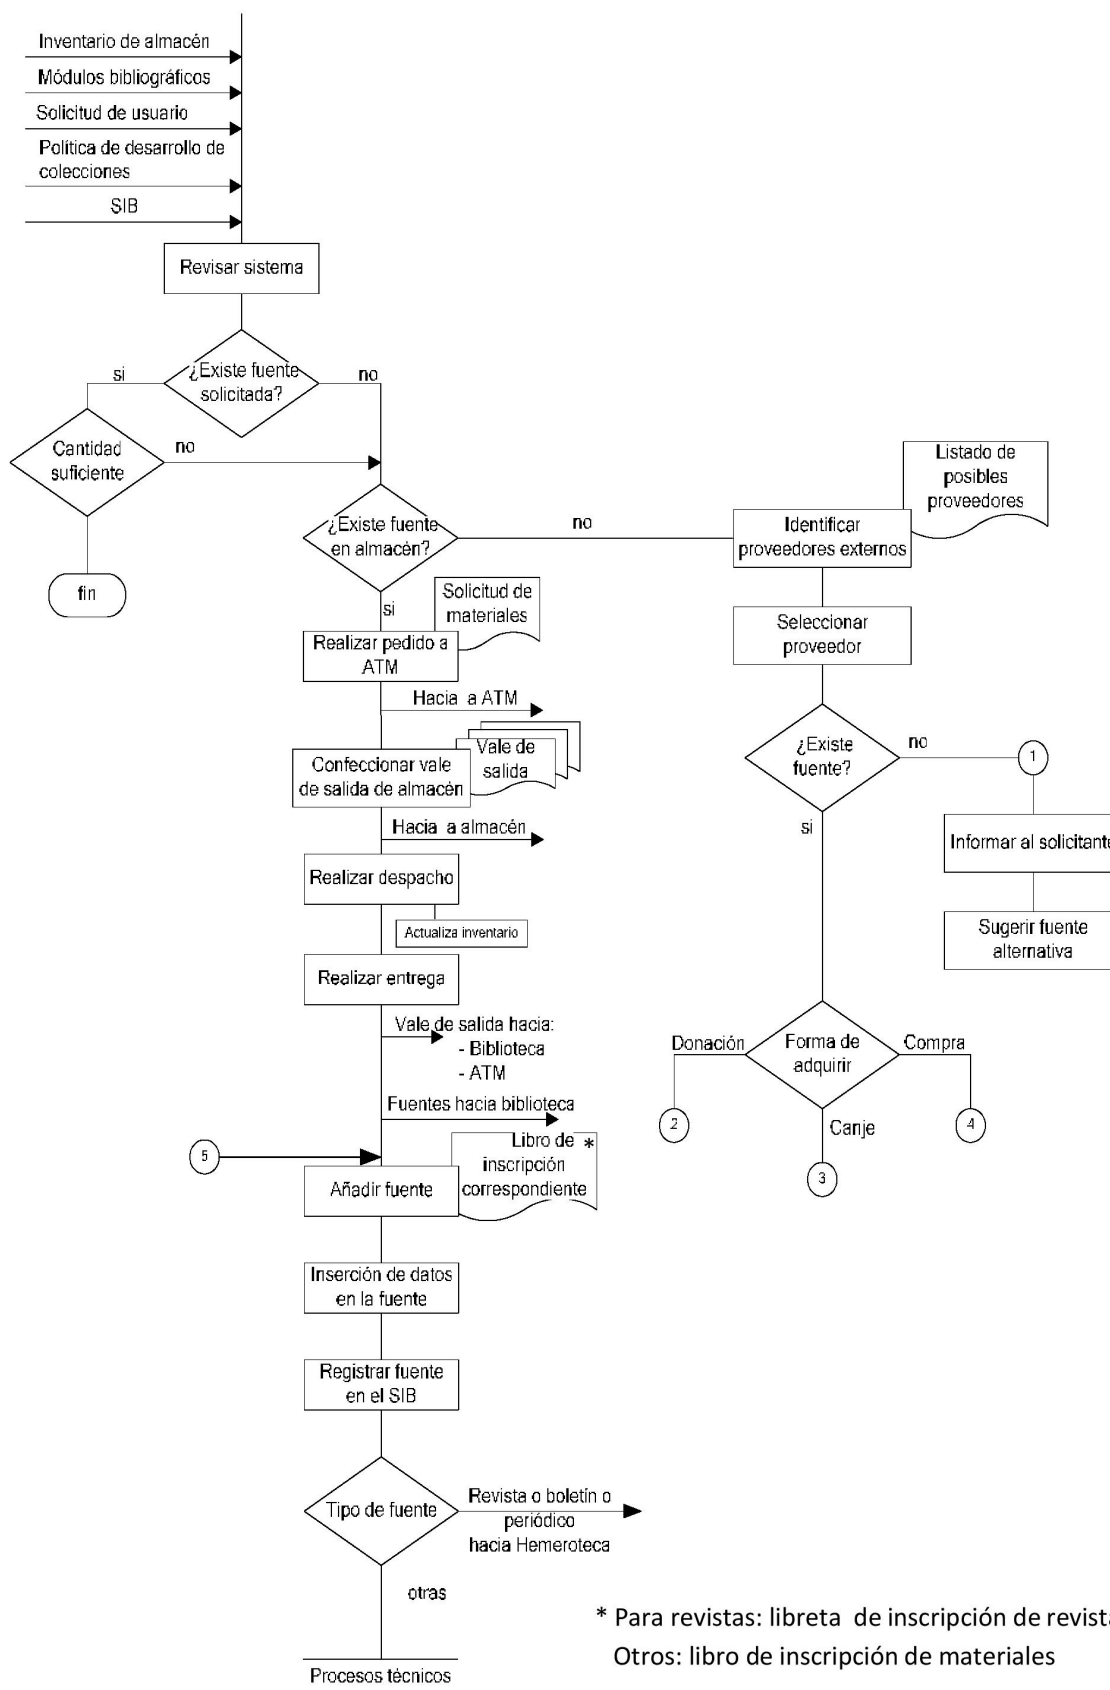 Inventario de almacén
Módulos bibliográficos
Solicitud de usuario
Política de desarrollo de
colecciones
SIB
Revisar sistema
¿Existe fuente
solicitada?
si
no
Cantidad
suficiente
no
fin
¿Existe fuente
en almacén?
no
si
Listado de
posibles
proveedores
Identificar
proveedores externos
Seleccionar
proveedor
¿Existe
fuente?
no
1
si
Informar al solicitante
Sugerir fuente
alternativa
Forma de
adquirir
Donación
Compra
Canje
2
3
4
Solicitud de
materiales
Realizar pedido a
ATM
Hacia a ATM
Vale de
salida
Confeccionar vale
de salida de almacén
Hacia a almacén
Realizar despacho
Actualiza inventario
Realizar entrega
Vale de salida hacia:
- Biblioteca
- ATM
Fuentes hacia biblioteca
5
Libro de *
inscripción
correspondiente
Añadir fuente
Inserción de datos
en la fuente
Registrar fuente
en el SIB
Tipo de fuente
Revista o boletín o
periódico
hacia Hemeroteca
otras
Procesos técnicos
* Para revistas: libreta de inscripción de revista
Otros: libro de inscripción de materiales